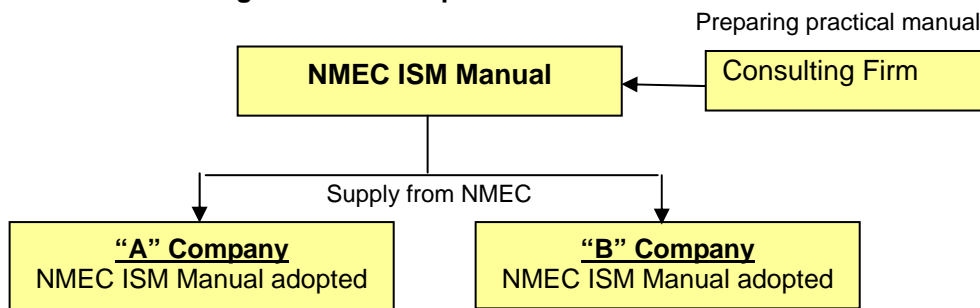 Preparing practical manual
NMEC ISM Manual
Consulting Firm
Supply from NMEC
“A” Company
NMEC ISM Manual adopted
“B” Company
NMEC ISM Manual adopted